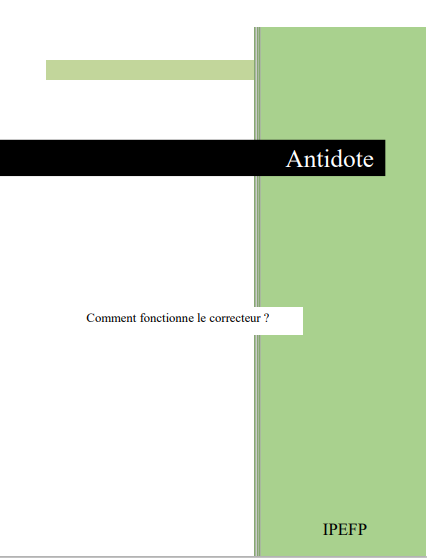 Antidote
Comment fonctionne le correcteur ?
IPEFP